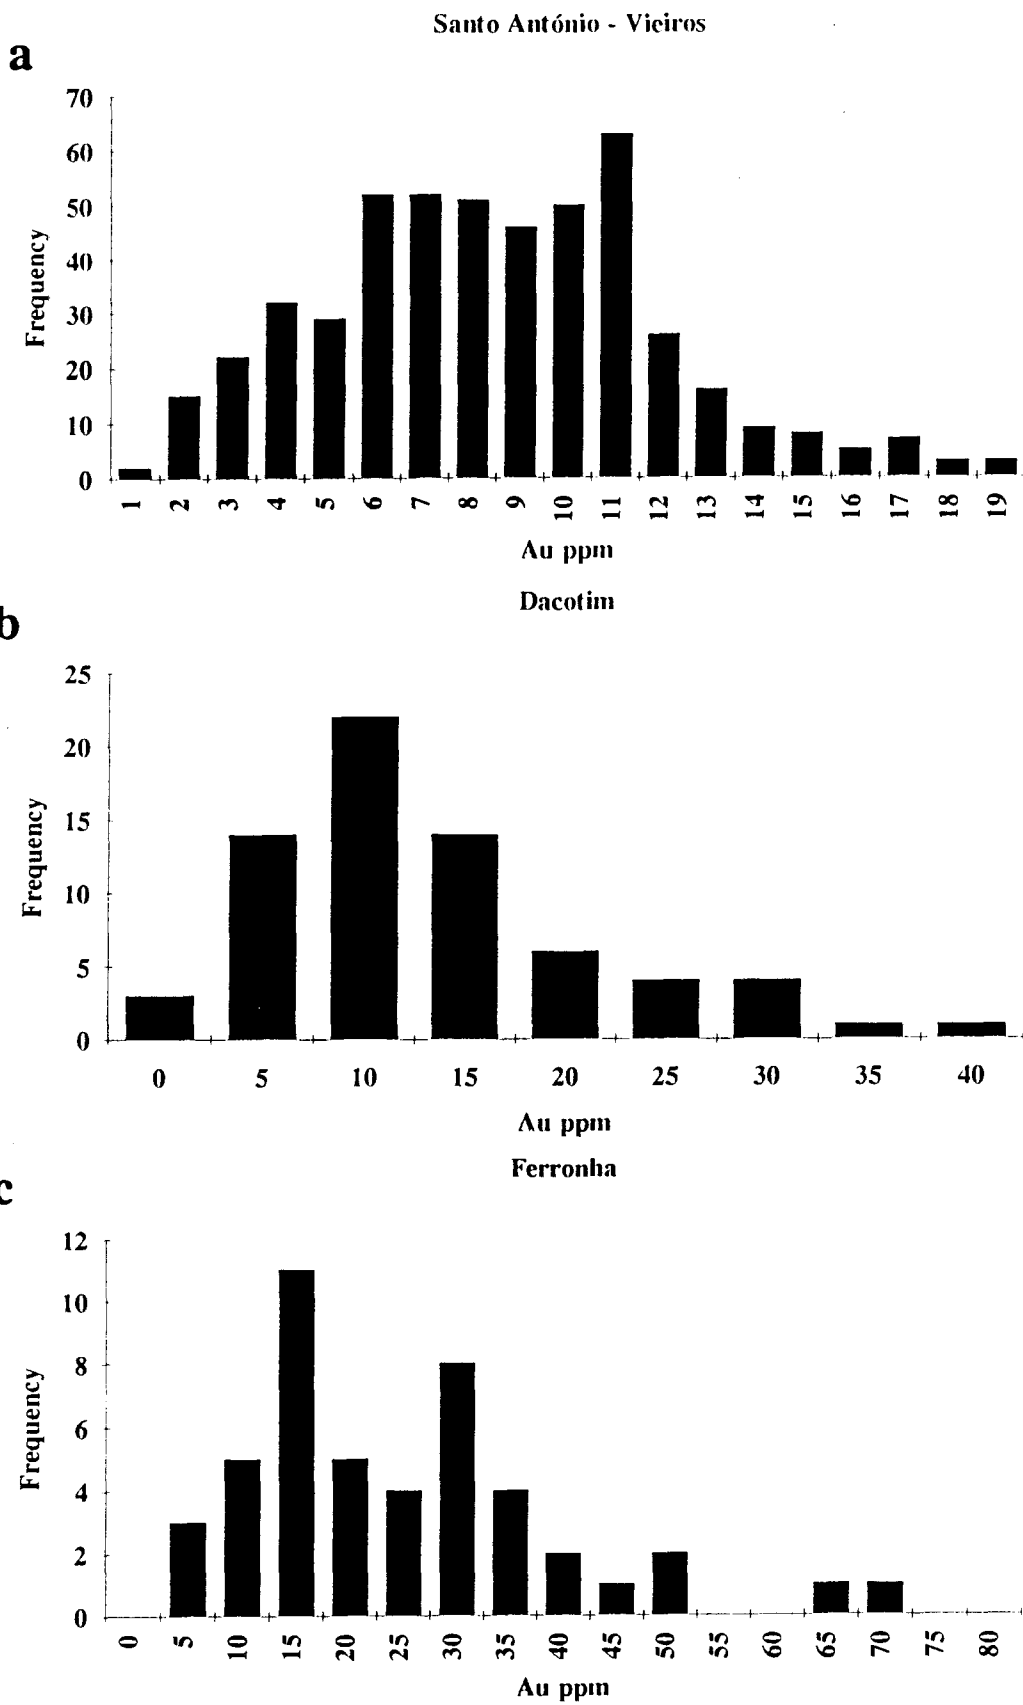 Santo António - Vieiros
a
70
60
50
40
30
20
10
0
Frequency
1 2 3 4 5 6 7 8 9 10 11 12 13 14 15 16 17 18 19
Au ppm
Dacotim
b
25
20
15
10
5
0
Frequency
0 5 10 15 20 25 30 35 40
Au ppm
Ferronha
c
12
10
8
6
4
2
0
Frequency
0 5 10 15 20 25 30 35 40 45 50 55 60 65 70 75 80
Au ppm